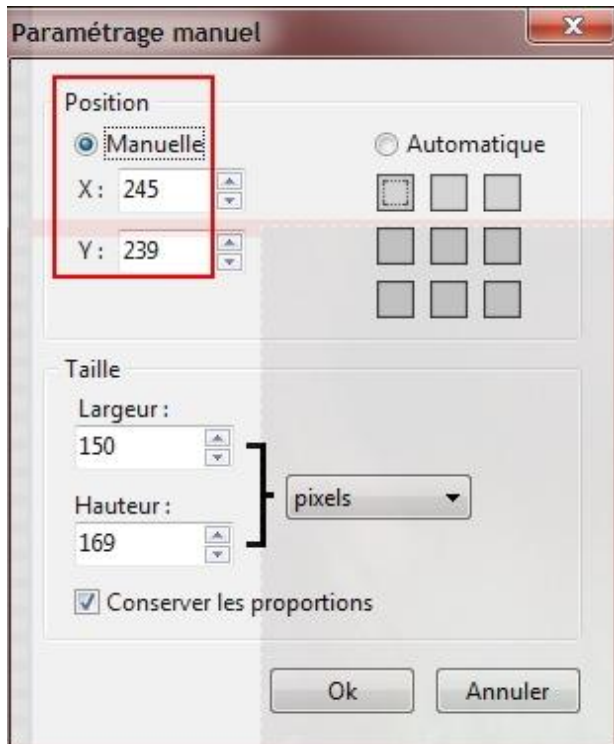 Paramétrage manuel
x
Position
Manuelle
Automatique
X : 245
Y : 239
Taille
Largeur :
150
Hauteur :
169
pixels
Conserver les proportions
Ok
Annuler